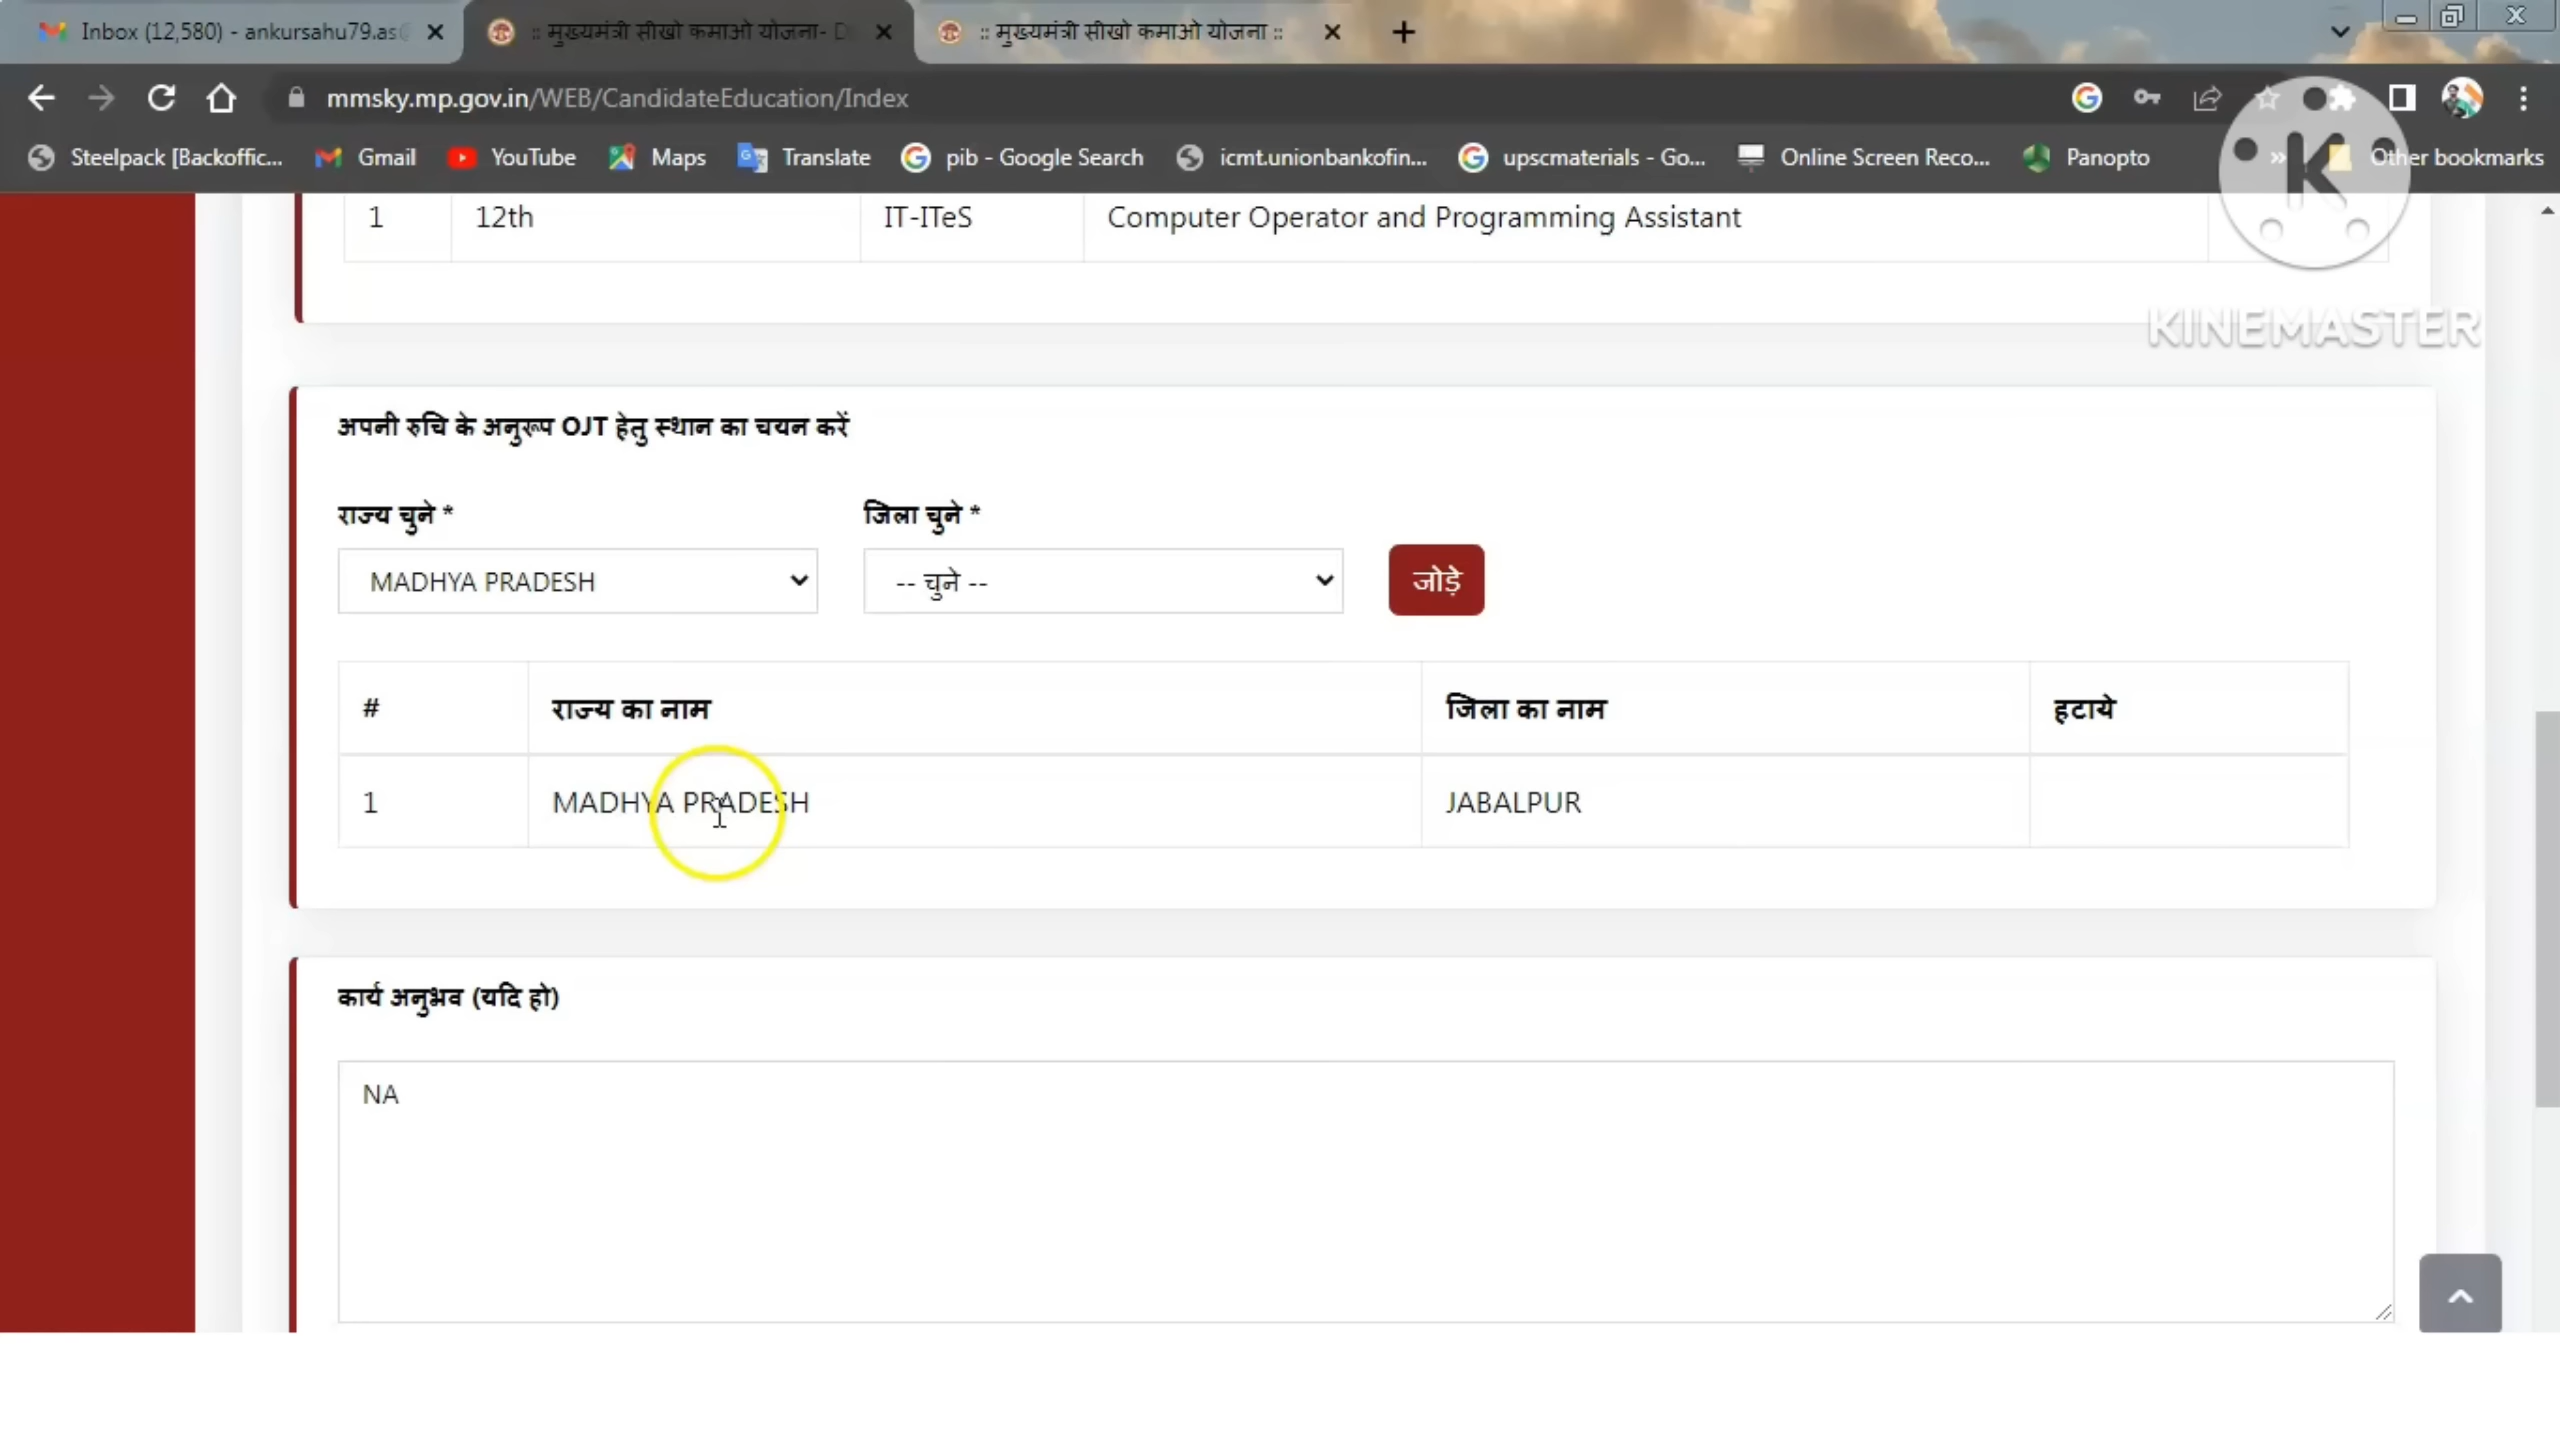 Inbox (12,580) - ankursahu79.as@
:: मुख्यमंत्री सीखो कमाओ योजना- D
:: मुख्यमंत्री सीखो कमाओ योजना ::
mmsky.mp.gov.in/WEB/CandidateEducation/Index
Steelpack [Backoffic... Gmail YouTube Maps Translate pib - Google Search icmt.unionbankofin... upscmaterials - Go... Online Screen Reco... Panopto » Other bookmarks
K
KINEMASTER
1 12th IT-ITeS Computer Operator and Programming Assistant
अपनी रुचि के अनुरूप OJT हेतु स्थान का चयन करें
राज्य चुने * जिला चुने *
MADHYA PRADESH -- चुने -- जोड़े
# राज्य का नाम जिला का नाम हटाये
1 MADHYA PRADESH JABALPUR
कार्य अनुभव (यदि हो)
NA